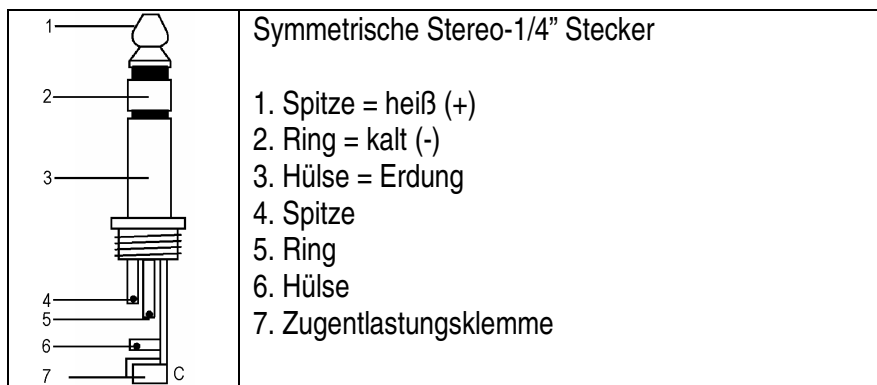 1
2
3
4
5
6
7
C
Symmetrische Stereo-1/4” Stecker
1. Spitze = heiß (+)
2. Ring = kalt (-)
3. Hülse = Erdung
4. Spitze
5. Ring
6. Hülse
7. Zugentlastungsklemme